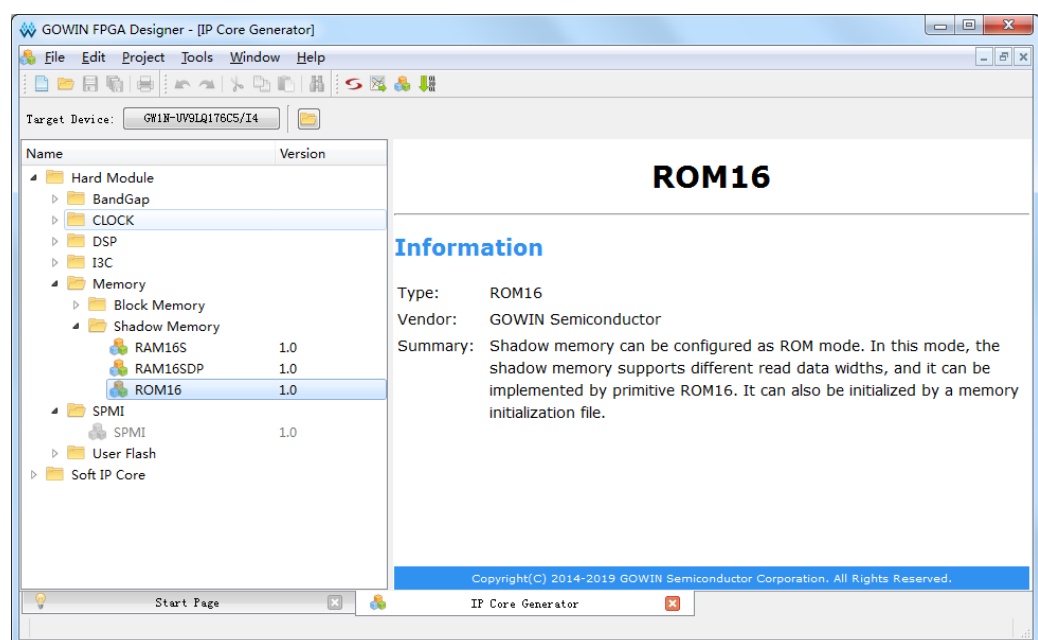 GOWIN FPGA Designer - [IP Core Generator]
File Edit Project Tools Window Help
Target Device: GW1N-UV9LQ176C5/I4
Name Version
Hard Module
BandGap
CLOCK
DSP
I3C
Memory
Block Memory
Shadow Memory
RAM16S 1.0
RAM16SDP 1.0
ROM16 1.0
SPMI
SPMI 1.0
User Flash
Soft IP Core
ROM16
Information
Type: ROM16
Vendor: GOWIN Semiconductor
Summary: Shadow memory can be configured as ROM mode. In this mode, the
shadow memory supports different read data widths, and it can be
implemented by primitive ROM16. It can also be initialized by a memory
initialization file.
Copyright(C) 2014-2019 GOWIN Semiconductor Corporation. All Rights Reserved.
Start Page IP Core Generator